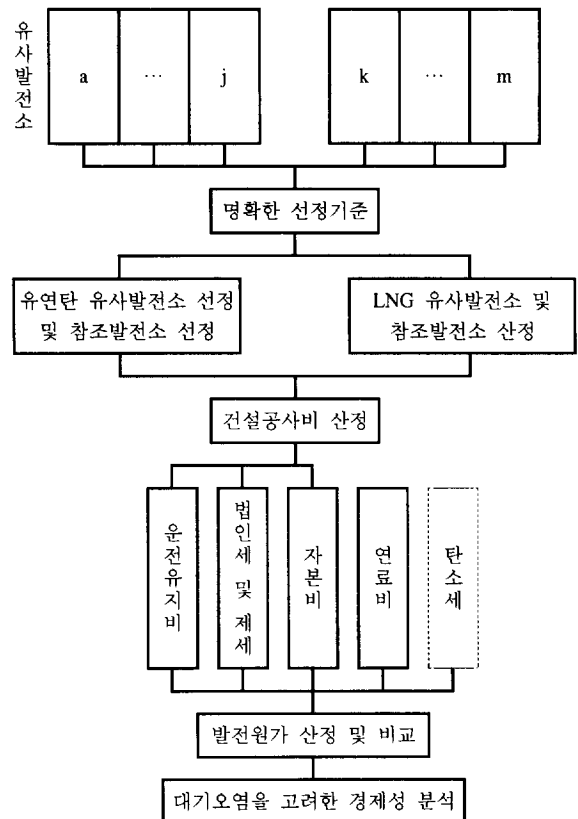 유사발전소
a ... j k ... m
명확한 선정기준
유연탄 유사발전소 선정
및 참조발전소 선정
LNG 유사발전소 및
참조발전소 산정
건설공사비 산정
운전유지비
법인세 및 제세
자본비
연료비
탄소세
발전원가 산정 및 비교
대기오염을 고려한 경제성 분석